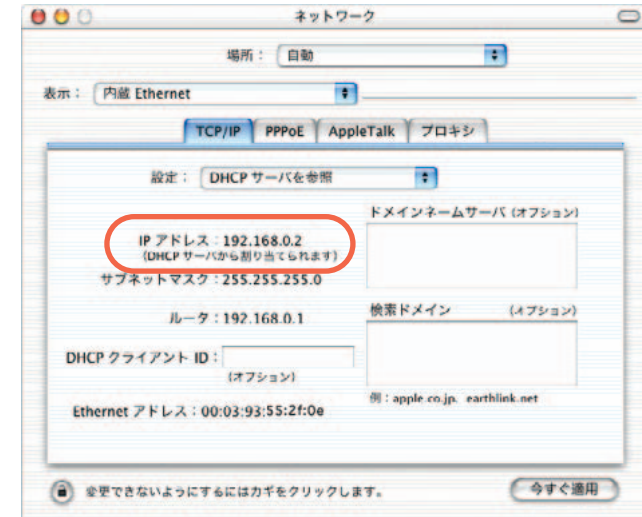 ネットワーク
場所： 自動
表示： 内蔵 Ethernet
TCP/IP PPPoE AppleTalk プロキシ
設定： DHCP サーバを参照
ドメインネームサーバ (オプション)
IP アドレス：192.168.0.2
(DHCP サーバから割り当てられます)
サブネットマスク：255.255.255.0
ルータ：192.168.0.1
検索ドメイン (オプション)
DHCP クライアント ID：
(オプション)
例：apple.co.jp、earthlink.net
Ethernet アドレス：00:03:93:55:2f:0e
変更できないようにするにはカギをクリックします。
今すぐ適用